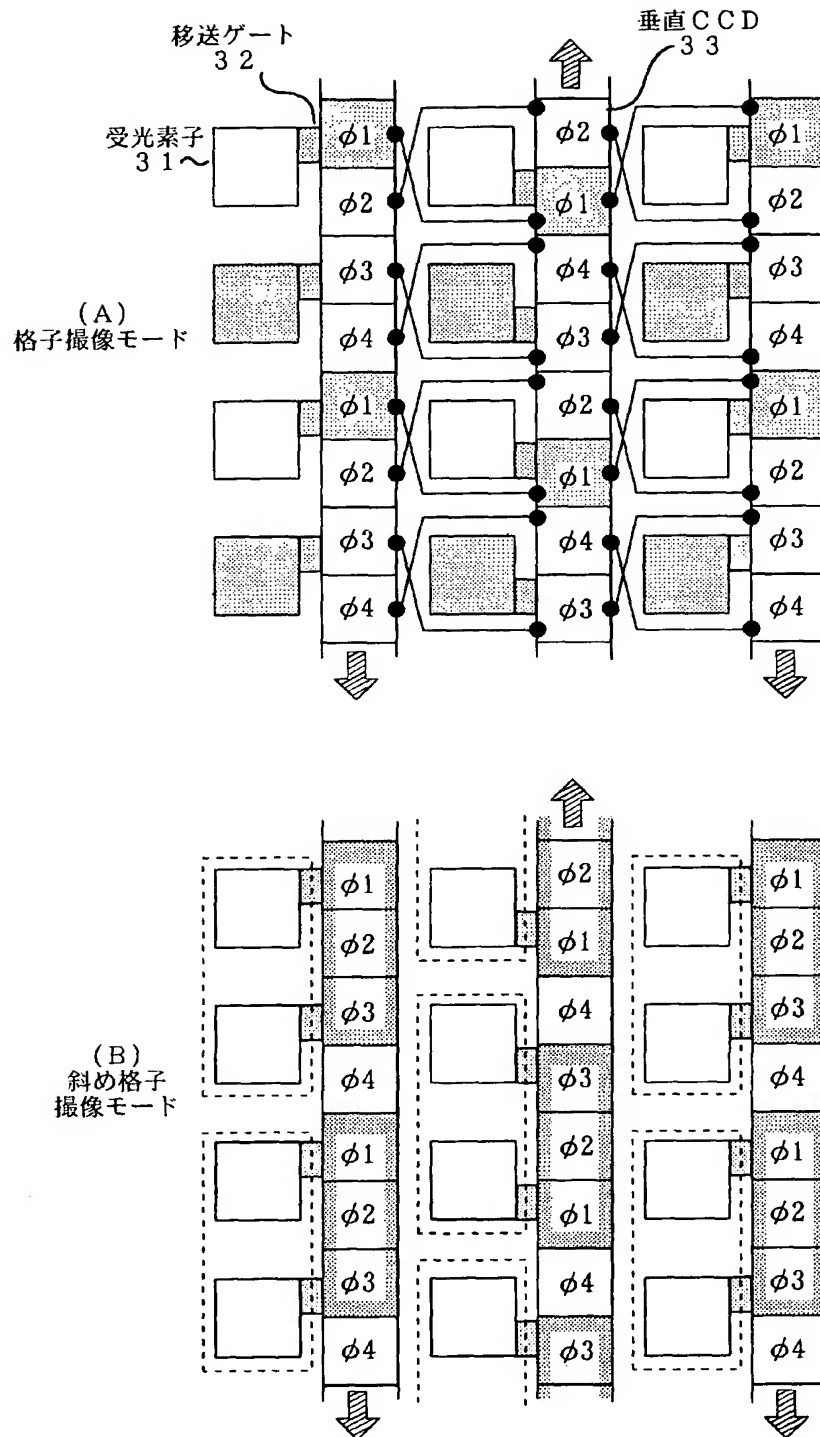 移送ゲート
３２
垂直ＣＣＤ
３３
受光素子
３１
φ1 φ2 φ1
φ2 φ1 φ2
φ3 φ4 φ3
φ4 φ3 φ4
φ1 φ2 φ1
φ2 φ1 φ2
φ3 φ4 φ3
φ4 φ3 φ4
(A)
格子撮像モード
φ1 φ2 φ1
φ2 φ1 φ2
φ3 φ4 φ3
φ4 φ3 φ4
φ1 φ2 φ1
φ2 φ1 φ2
φ3 φ4 φ3
φ4 φ3 φ4
(B)
斜め格子
撮像モード